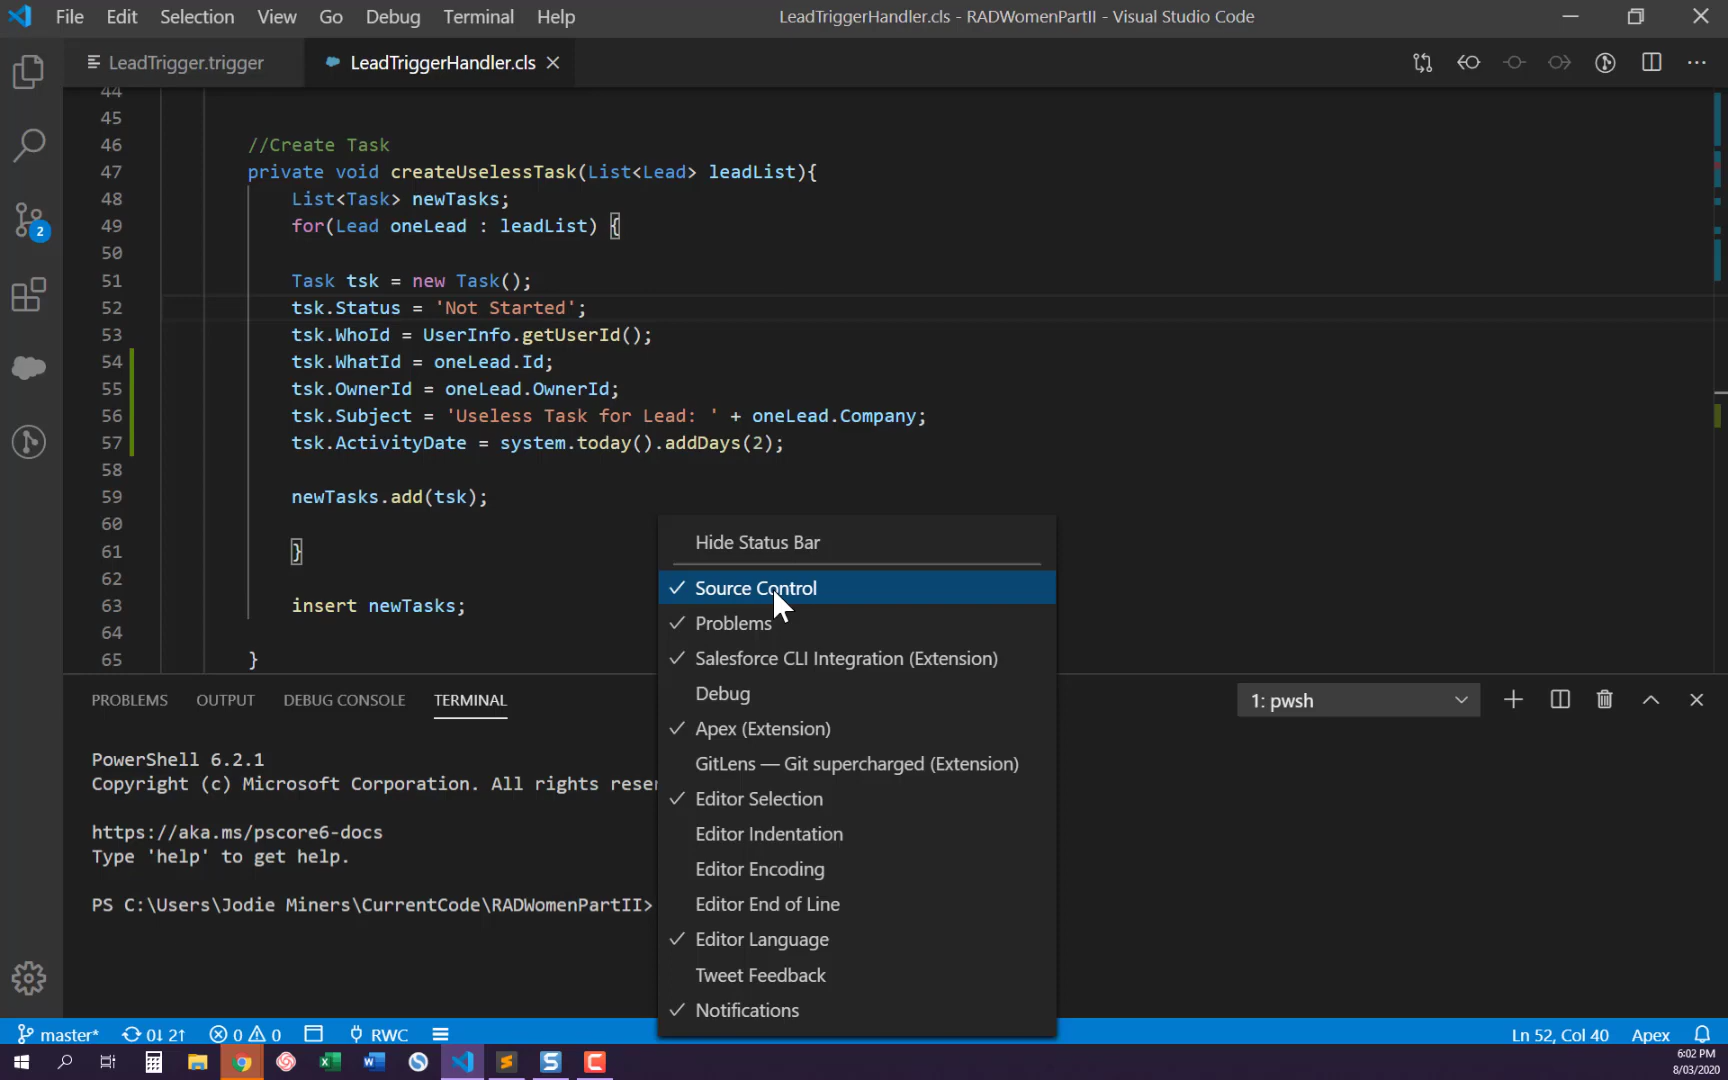 File Edit Selection View Go Debug Terminal Help
LeadTriggerHandler.cls - RADWomenPartII - Visual Studio Code
LeadTrigger.trigger
LeadTriggerHandler.cls
44
45
46 //Create Task
47 private void createUselessTask(List<Lead> leadList){
48 List<Task> newTasks;
49 for(Lead oneLead : leadList) {
50
51 Task tsk = new Task();
52 tsk.Status = 'Not Started';
53 tsk.WhoId = UserInfo.getUserId();
54 tsk.WhatId = oneLead.Id;
55 tsk.OwnerId = oneLead.OwnerId;
56 tsk.Subject = 'Useless Task for Lead: ' + oneLead.Company;
57 tsk.ActivityDate = system.today().addDays(2);
58
59 newTasks.add(tsk);
60
61 }
62
63 insert newTasks;
64
65 }
2
Hide Status Bar
Source Control
Problems
Salesforce CLI Integration (Extension)
Debug
Apex (Extension)
GitLens — Git supercharged (Extension)
Editor Selection
Editor Indentation
Editor Encoding
Editor End of Line
Editor Language
Tweet Feedback
Notifications
PROBLEMS OUTPUT DEBUG CONSOLE TERMINAL
1: pwsh
PowerShell 6.2.1
Copyright (c) Microsoft Corporation. All rights rese
https://aka.ms/pscore6-docs
Type 'help' to get help.
PS C:\Users\Jodie Miners\CurrentCode\RADWomenPartII>
master* 0↓ 2↑ 0 0 RWC
Ln 52, Col 40 Apex
6:02 PM
8/03/2020